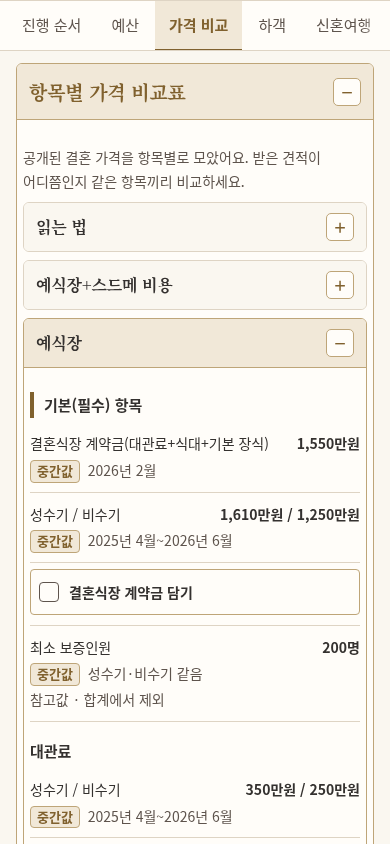 진행 순서 예산 가격 비교 하객 신혼여행
항목별 가격 비교표 −
공개된 결혼 가격을 항목별로 모았어요. 받은 견적이
어디쯤인지 같은 항목끼리 비교하세요.
읽는 법 +
예식장+스드메 비용 +
예식장 −
기본(필수) 항목
결혼식장 계약금(대관료+식대+기본 장식) 1,550만원
중간값 2026년 2월
성수기 / 비수기 1,610만원 / 1,250만원
중간값 2025년 4월~2026년 6월
결혼식장 계약금 담기
최소 보증인원 200명
중간값 성수기·비수기 같음
참고값 · 합계에서 제외
대관료
성수기 / 비수기 350만원 / 250만원
중간값 2025년 4월~2026년 6월